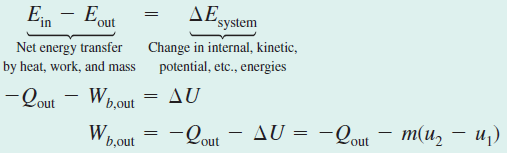 E_in − E_out = ΔE_system
Net energy transfer by heat, work, and mass
Change in internal, kinetic, potential, etc., energies
−Q_out − W_b,out = ΔU
W_b,out = −Q_out − ΔU = −Q_out − m(u_2 − u_1)